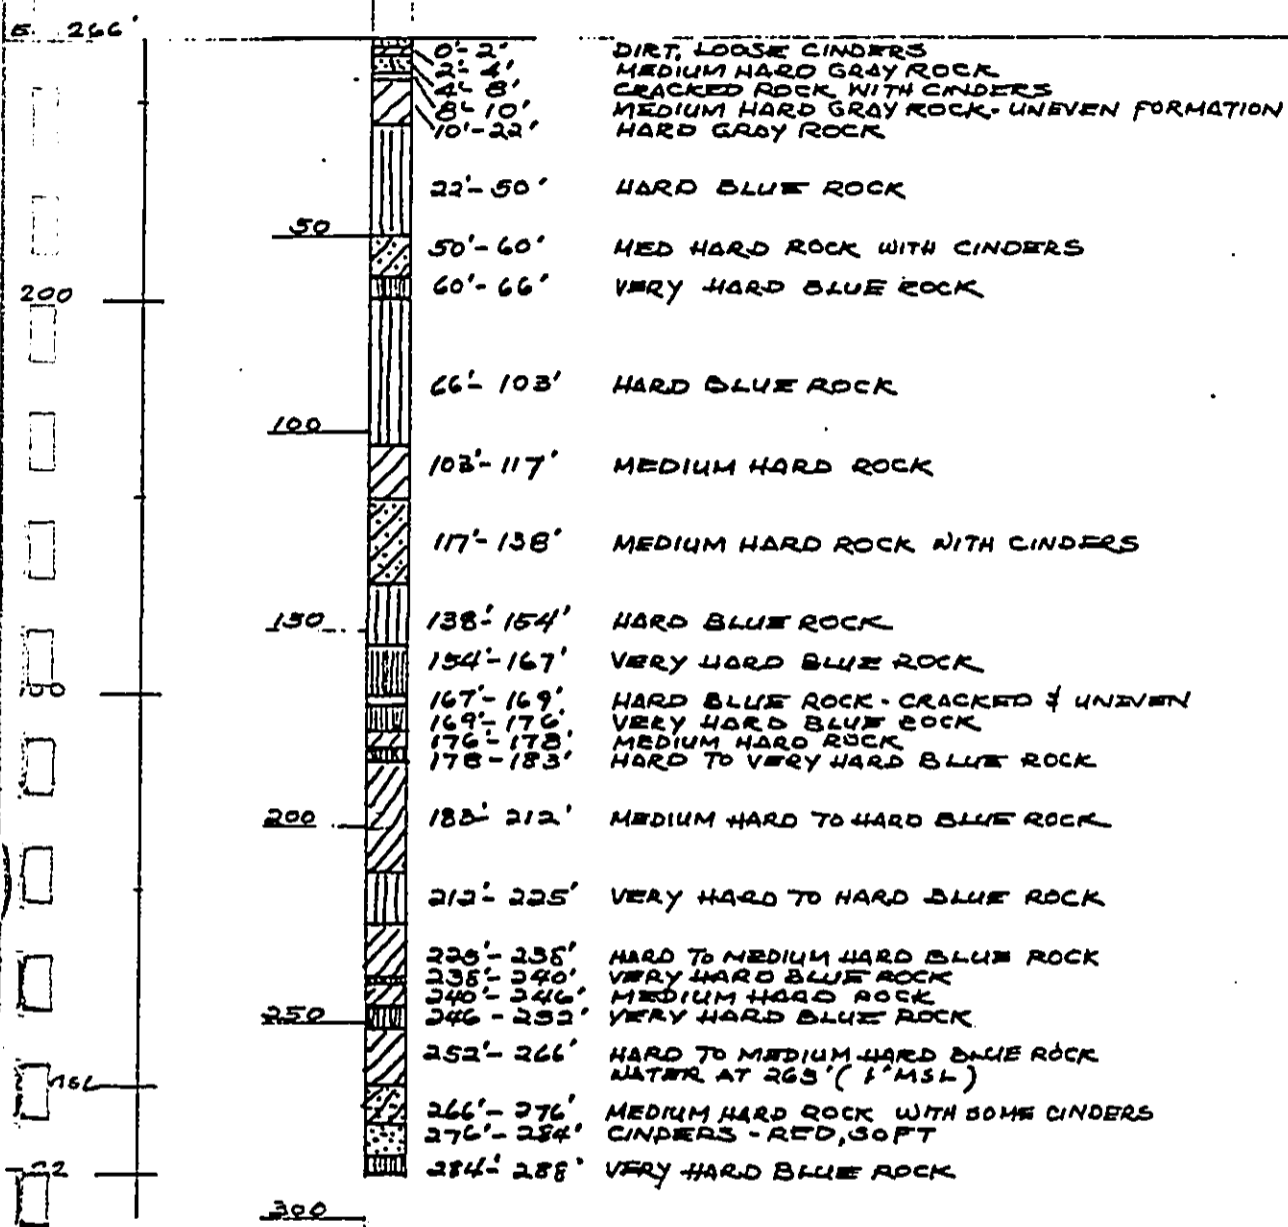 E. 266'
0'-2' DIRT, LOOSE CINDERS
2'-4' MEDIUM HARD GRAY ROCK
4'-8' CRACKED ROCK WITH CINDERS
8'-10' MEDIUM HARD GRAY ROCK - UNEVEN FORMATION
10'-22' HARD GRAY ROCK
22'-50' HARD BLUE ROCK
50
50'-60' MED HARD ROCK WITH CINDERS
60'-66' VERY HARD BLUE ROCK
200
66'-103' HARD BLUE ROCK
100
103'-117' MEDIUM HARD ROCK
117'-138' MEDIUM HARD ROCK WITH CINDERS
150 138'-154' HARD BLUE ROCK
154'-167' VERY HARD BLUE ROCK
167'-169' HARD BLUE ROCK - CRACKED & UNEVEN
169'-176' VERY HARD BLUE ROCK
176'-178' MEDIUM HARD ROCK
178-183' HARD TO VERY HARD BLUE ROCK
200 183'-212' MEDIUM HARD TO HARD BLUE ROCK
212'-225' VERY HARD TO HARD BLUE ROCK
225'-238' HARD TO MEDIUM HARD BLUE ROCK
238'-240' VERY HARD BLUE ROCK
240'-246' MEDIUM HARD ROCK
250 246-252' VERY HARD BLUE ROCK
252'-266' HARD TO MEDIUM HARD BLUE ROCK
WATER AT 265' (1' MSL)
MSL
266'-276' MEDIUM HARD ROCK WITH SOME CINDERS
276'-284' CINDERS - RED, SOFT
284'-288' VERY HARD BLUE ROCK
300